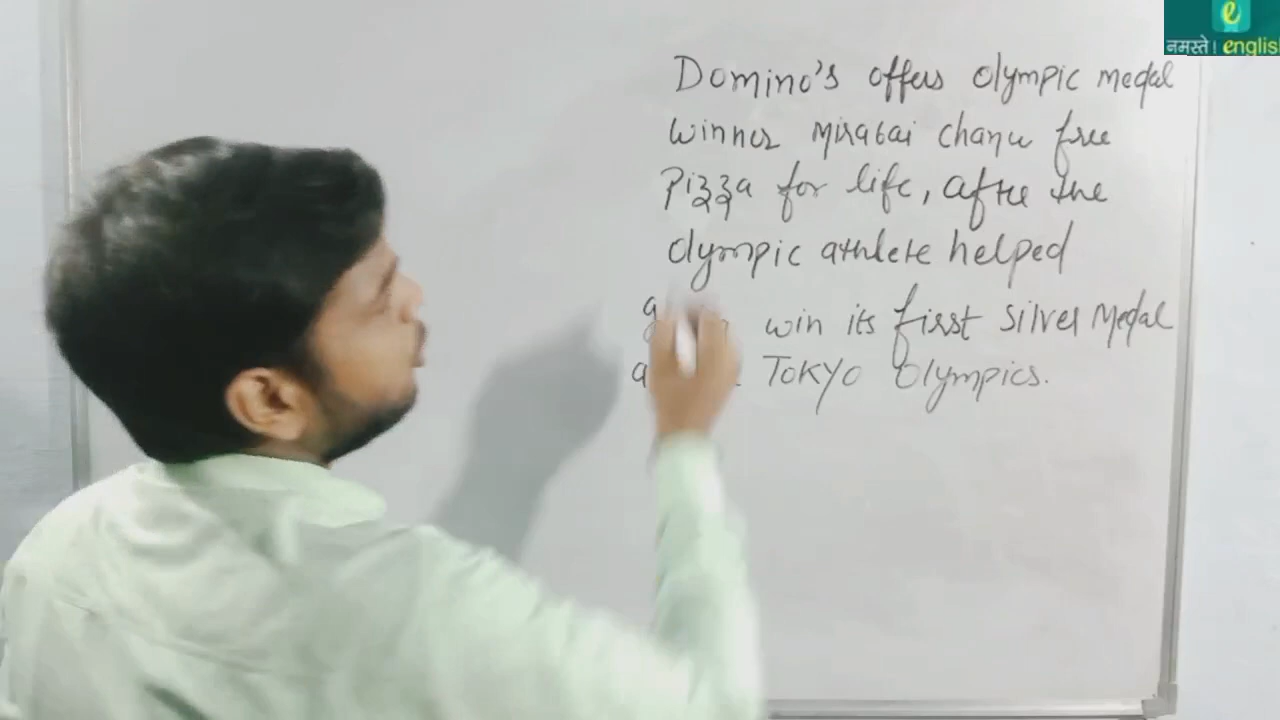 e
नमस्ते। english
Domino's offers Olympic medal
winner Mirabai chanu free
Pizza for life, after the
Olympic athlete helped
win its first Silver Medal
TOKYO Olympics.